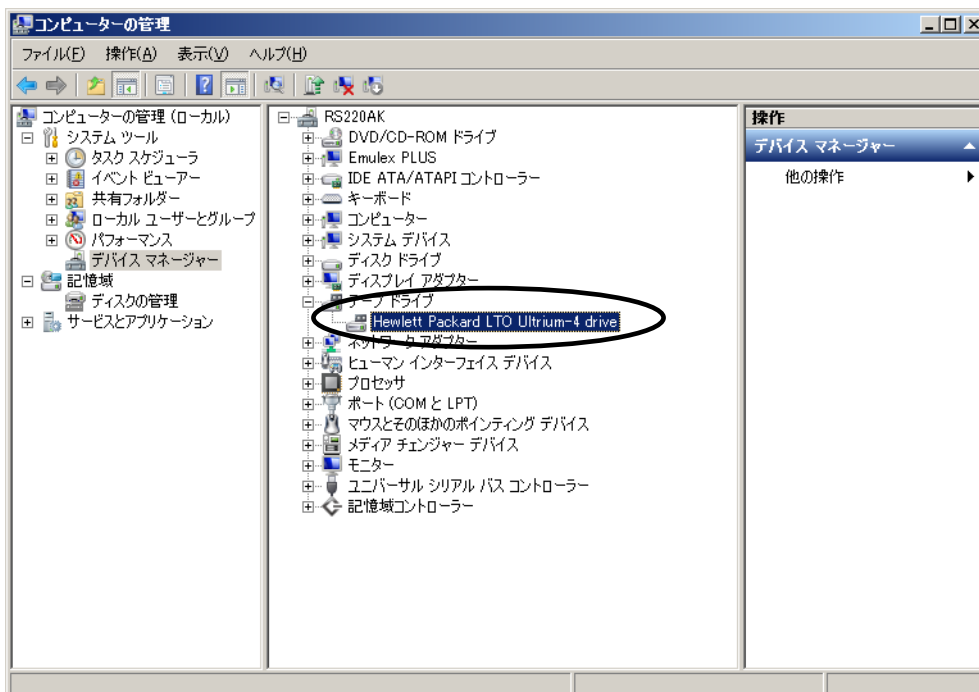 コンピューターの管理
ファイル(F) 操作(A) 表示(V) ヘルプ(H)
コンピューターの管理 (ローカル)
システム ツール
タスク スケジューラ
イベント ビューアー
共有フォルダー
ローカル ユーザーとグループ
パフォーマンス
デバイス マネージャー
記憶域
ディスクの管理
サービスとアプリケーション
RS220AK
DVD/CD-ROM ドライブ
Emulex PLUS
IDE ATA/ATAPI コントローラー
キーボード
コンピューター
システム デバイス
ディスク ドライブ
ディスプレイ アダプター
テープ ドライブ
Hewlett Packard LTO Ultrium-4 drive
ネットワーク アダプター
ヒューマン インターフェイス デバイス
プロセッサ
ポート (COM と LPT)
マウスとそのほかのポインティング デバイス
メディア チェンジャー デバイス
モニター
ユニバーサル シリアル バス コントローラー
記憶域コントローラー
操作
デバイス マネージャー
他の操作